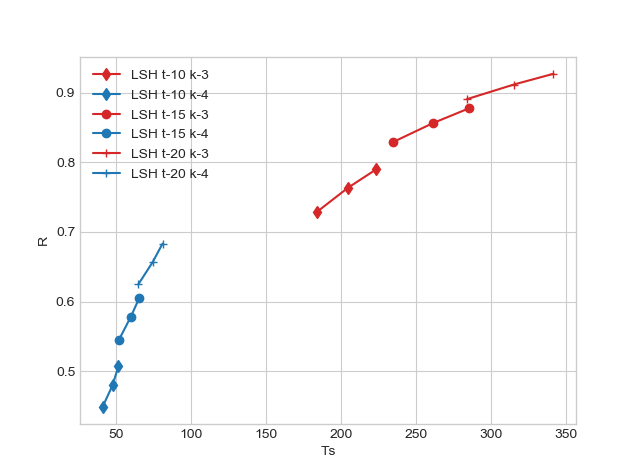 LSH t-10 k-3
LSH t-10 k-4
LSH t-15 k-3
LSH t-15 k-4
LSH t-20 k-3
LSH t-20 k-4
0.9
0.8
0.7
0.6
0.5
R
50 100 150 200 250 300 350
Ts